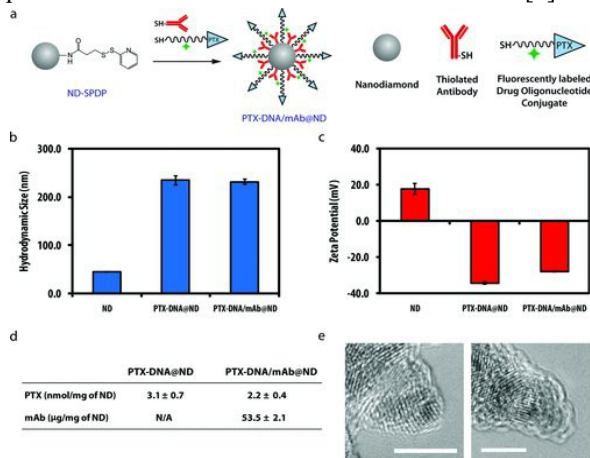 a
SH
SH PTX
N
H
O
S
S
N
ND-SPDP
PTX-DNA/mAb@ND
Nanodiamond
SH
Thiolated
Antibody
SH PTX
Fluorescently labeled
Drug Oligonucleotide
Conjugate
b
Hydrodynamic Size (nm)
300.0
200.0
100.0
0.0
ND PTX-DNA@ND PTX-DNA/mAb@ND
c
Zeta Potential (mV)
40.0
20.0
0.0
-20.0
-40.0
ND PTX-DNA@ND PTX-DNA/mAb@ND
d
PTX-DNA@ND PTX-DNA/mAb@ND
PTX (nmol/mg of ND) 3.1 ± 0.7 2.2 ± 0.4
mAb (µg/mg of ND) N/A 53.5 ± 2.1
e